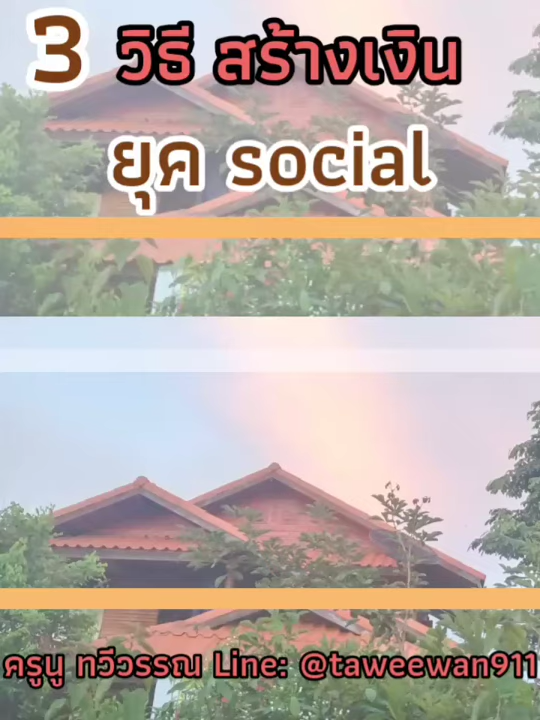 3 วิธี สร้างเงิน
ยุค social
ครูนู ทวีวรรณ Line: @taweewan911